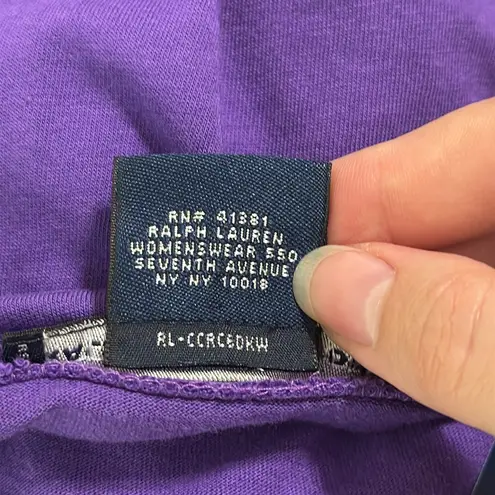 RN# 41381
RALPH LAUREN
WOMENSWEAR 550
SEVENTH AVENUE
NY NY 10018
RL-CCRC6DKW